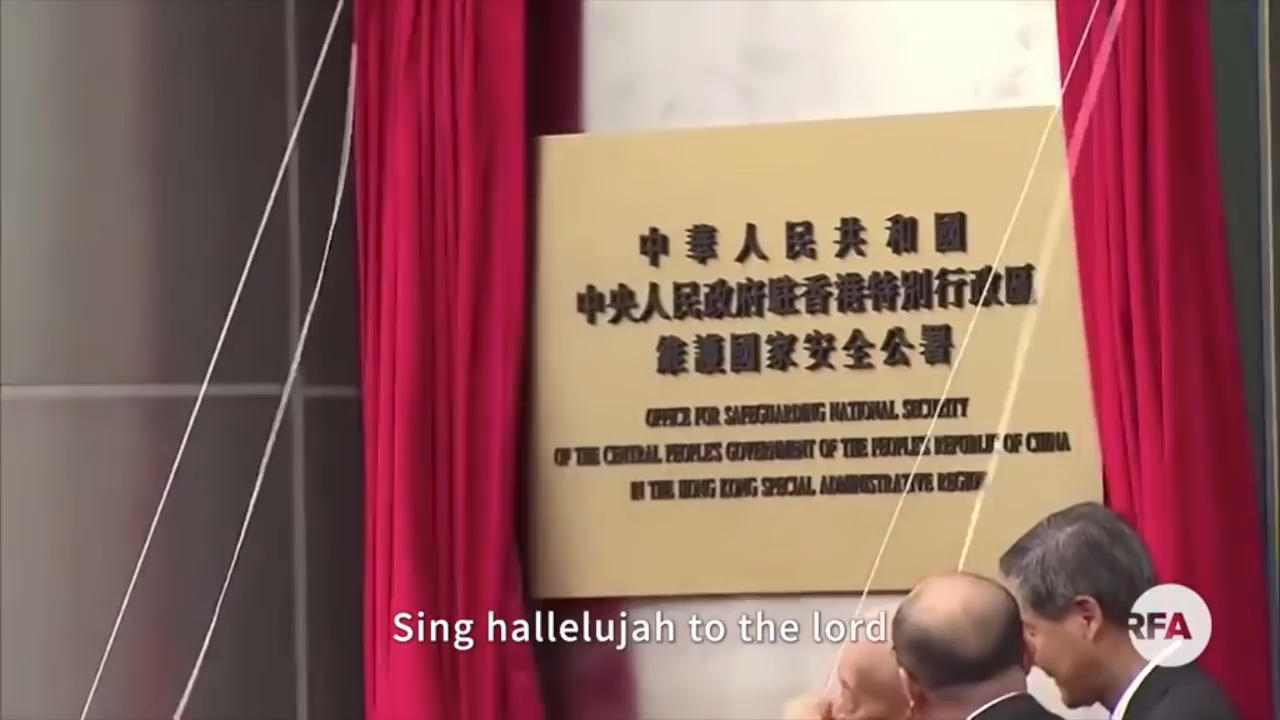 中華人民共和國
中央人民政府駐香港特別行政區
維護國家安全公署
OFFICE FOR SAFEGUARDING NATIONAL SECURITY
OF THE CENTRAL PEOPLE'S GOVERNMENT OF THE PEOPLE'S REPUBLIC OF CHINA
IN THE HONG KONG SPECIAL ADMINISTRATIVE REGION
Sing hallelujah to the lord
RFA